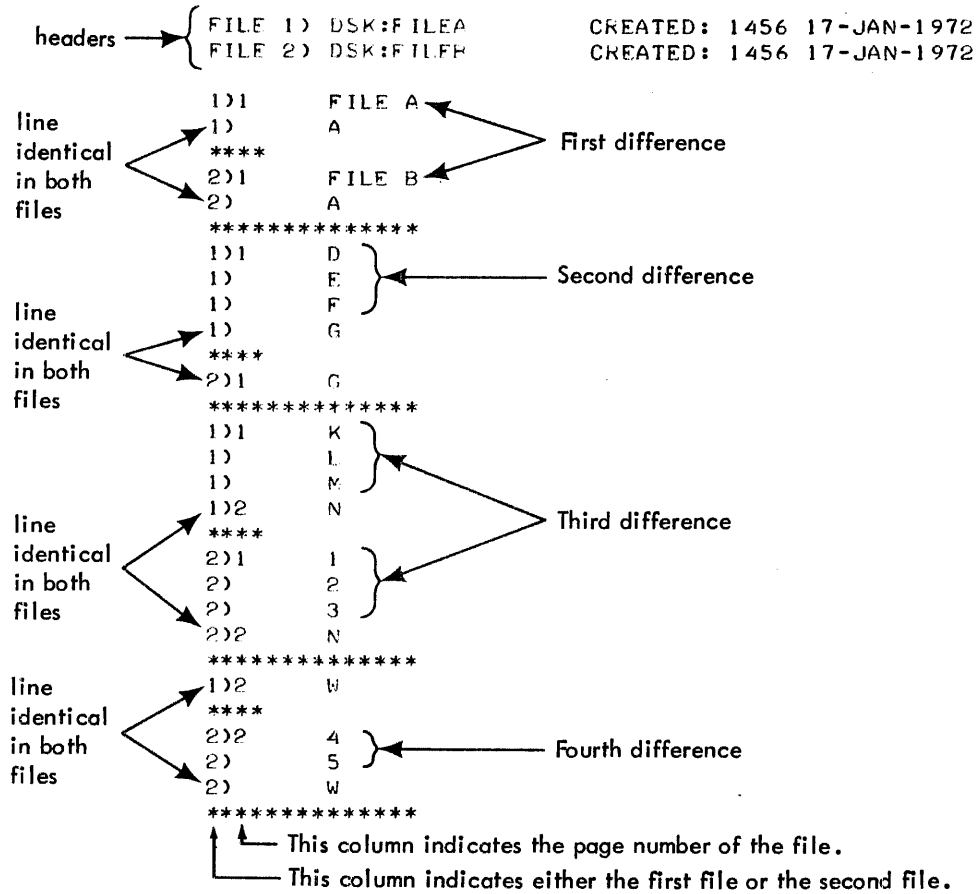 headers
FILE 1) DSK:FILEA CREATED: 1456 17-JAN-1972
FILE 2) DSK:FILEB CREATED: 1456 17-JAN-1972
1)1 FILE A
line identical in both files
1) A
First difference
****
2)1 FILE B
2) A
**************
1)1 D
1) E
Second difference
1) F
line identical in both files
1) G
****
2)1 G
**************
1)1 K
1) L
1) M
1)2 N
Third difference
line identical in both files
****
2)1 1
2) 2
2) 3
2)2 N
**************
line identical in both files
1)2 W
****
2)2 4
Fourth difference
2) 5
2) W
**************
This column indicates the page number of the file.
This column indicates either the first file or the second file.